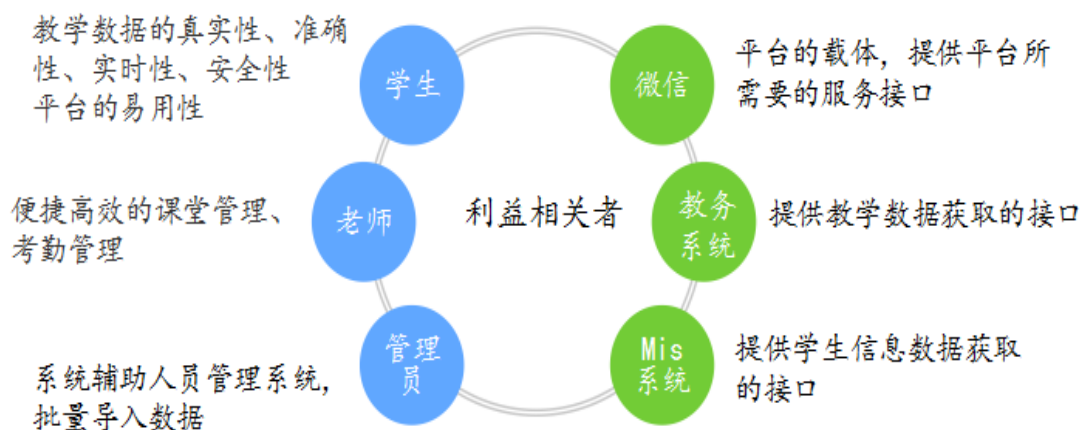 教学数据的真实性、准确
性、实时性、安全性
平台的易用性
学生
微信
平台的载体，提供平台所
需要的服务接口
便捷高效的课堂管理、
考勤管理
老师
利益相关者
教务
系统
提供教学数据获取的接口
系统辅助人员管理系统，
批量导入数据
管理
员
Mis
系统
提供学生信息数据获取
的接口